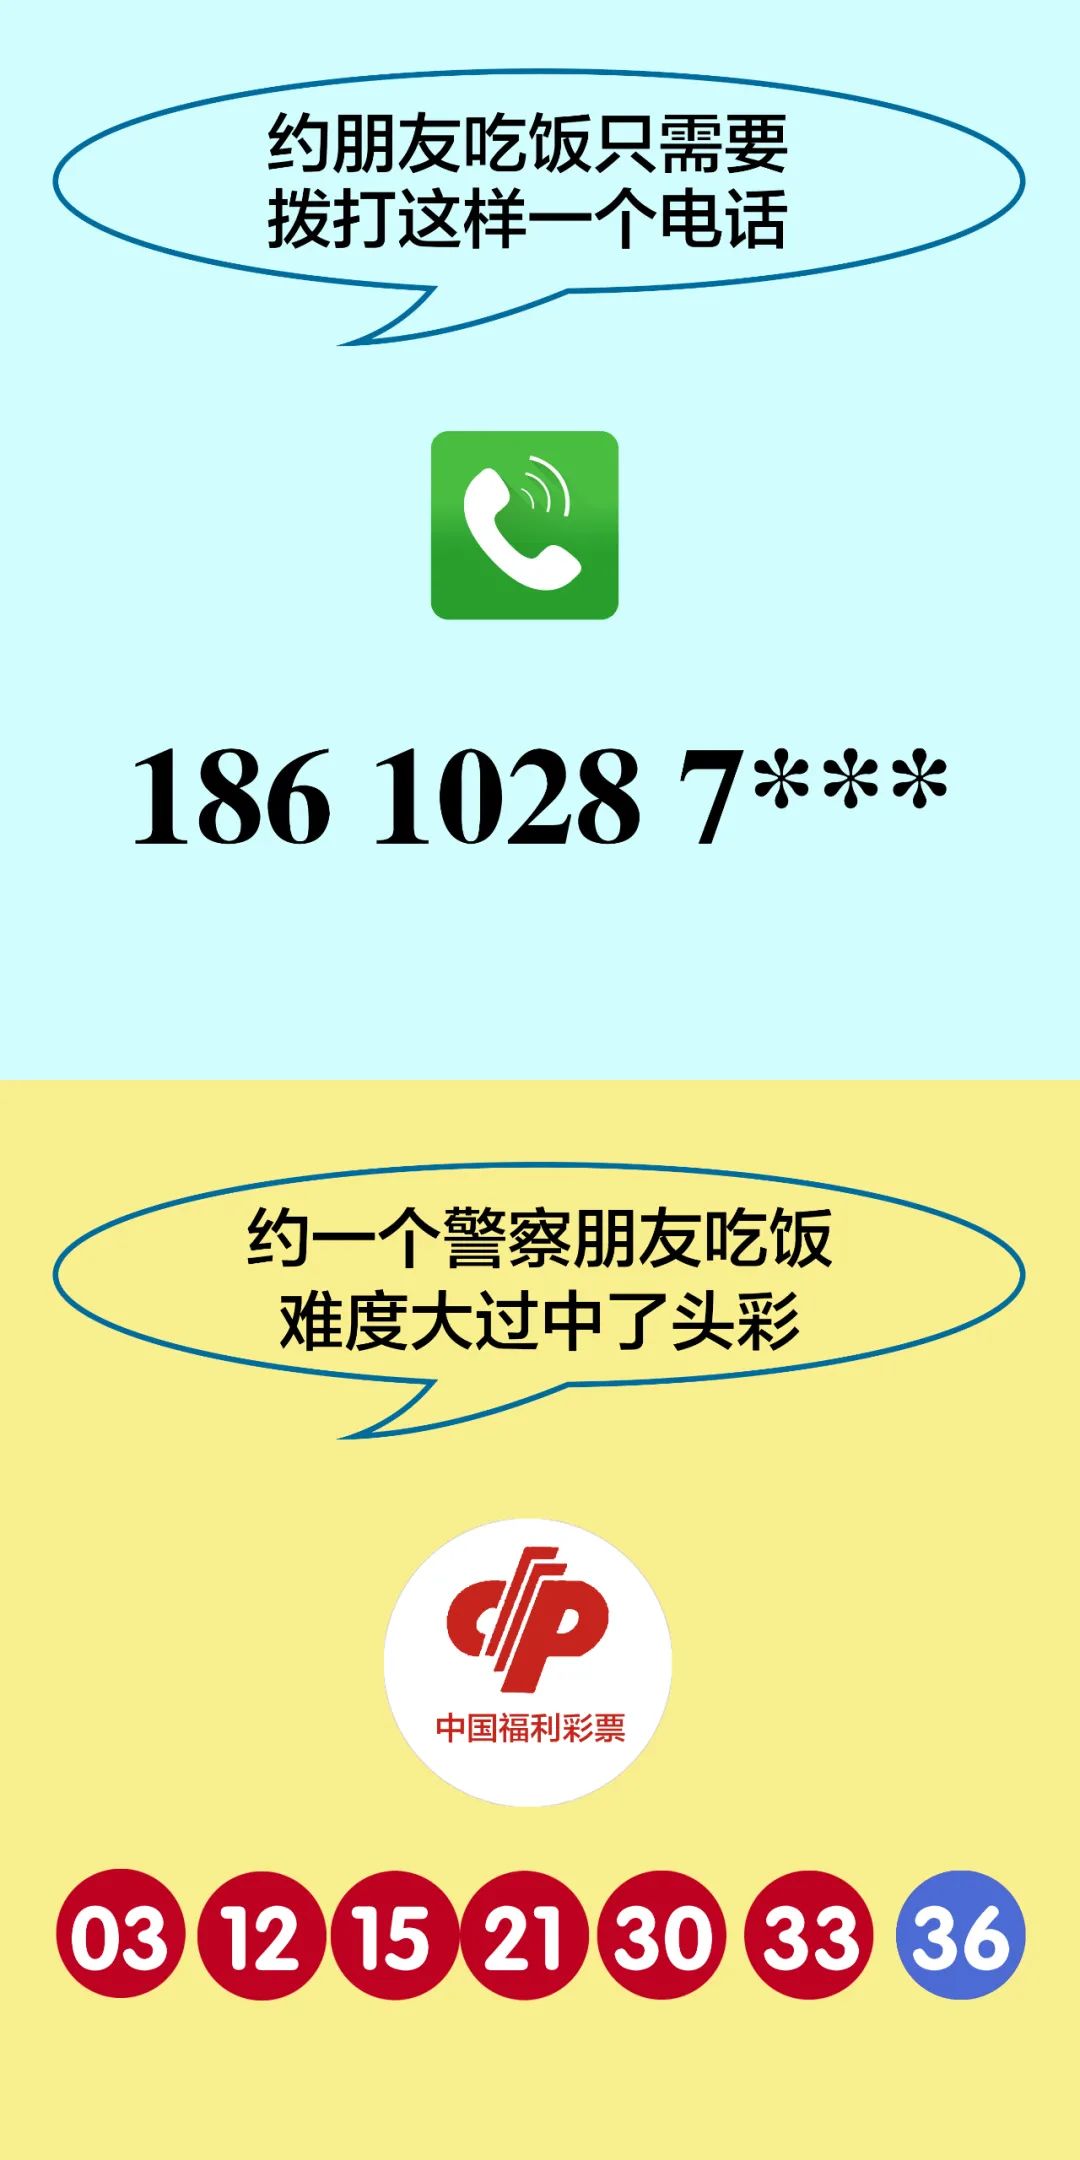 约朋友吃饭只需要
拨打这样一个电话
186 1028 7***
约一个警察朋友吃饭
难度大过中了头彩
中国福利彩票
03 12 15 21 30 33 36